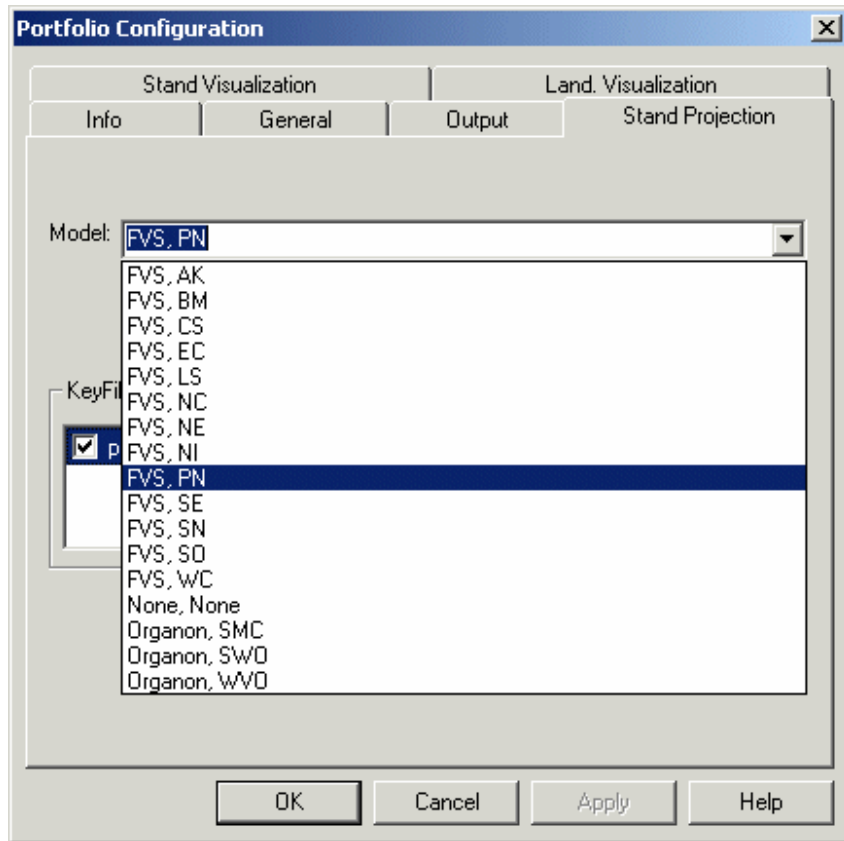 Portfolio Configuration
Stand Visualization
Land. Visualization
Info
General
Output
Stand Projection
Model:
FVS, PN
FVS, AK
FVS, BM
FVS, CS
FVS, EC
FVS, LS
FVS, NC
FVS, NE
FVS, NI
FVS, PN
FVS, SE
FVS, SN
FVS, SO
FVS, WC
None, None
Organon, SMC
Organon, SWO
Organon, WVO
OK
Cancel
Apply
Help